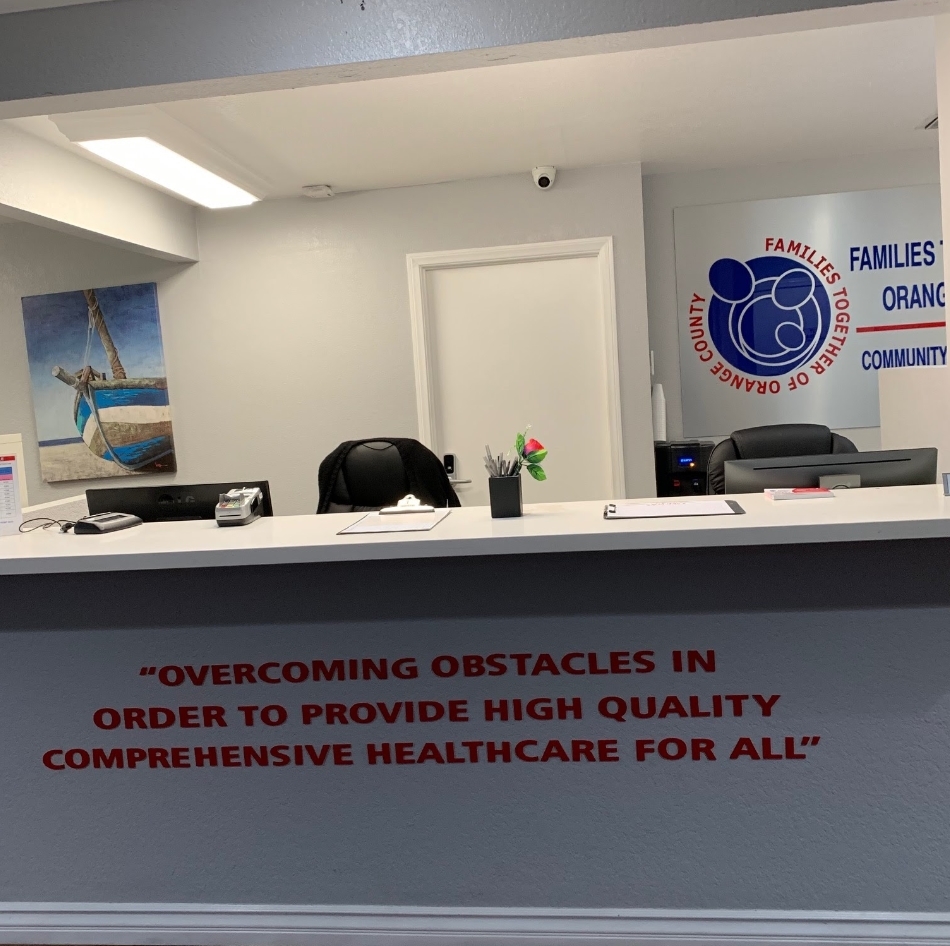 FAMILIES TOGETHER OF ORANGE COUNTY
FAMILIES
ORANG
COMMUNITY
LG
“OVERCOMING OBSTACLES IN
ORDER TO PROVIDE HIGH QUALITY
COMPREHENSIVE HEALTHCARE FOR ALL”